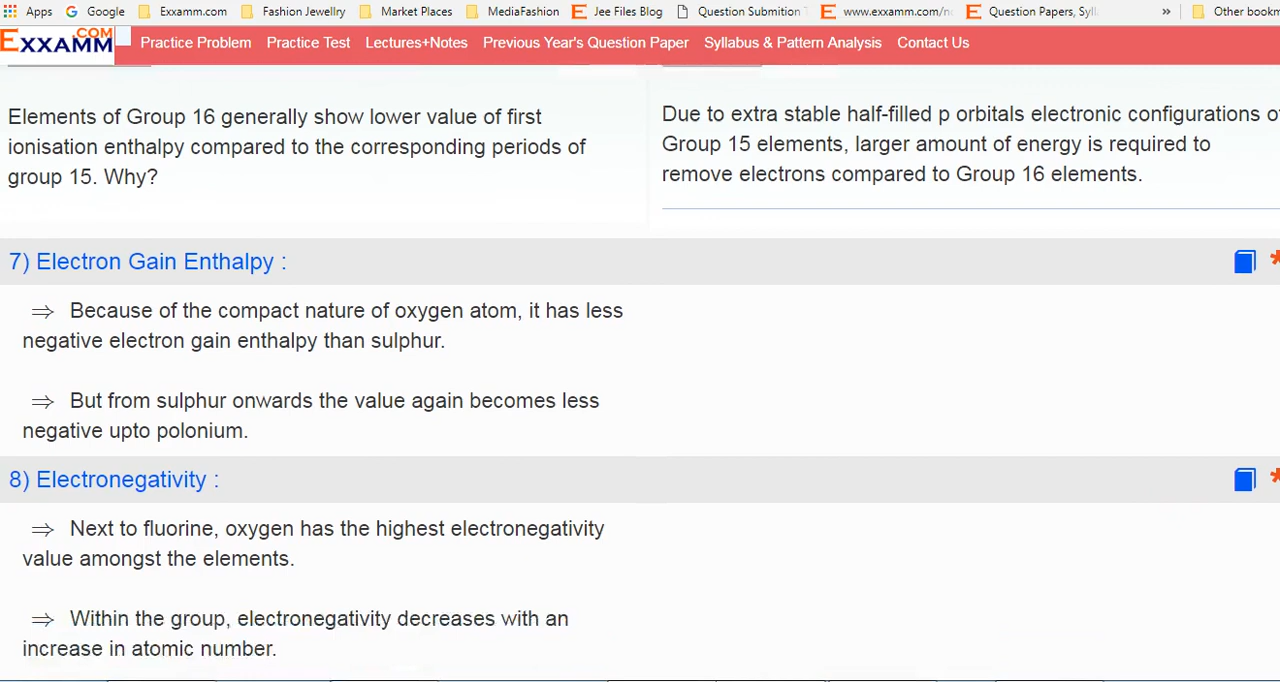 Apps Google Exxamm.com Fashion Jewellry Market Places MediaFashion Jee Files Blog Question Submition www.exxamm.com/n Question Papers, Syll » Other bookm
EXXAMM .COM Practice Problem Practice Test Lectures+Notes Previous Year's Question Paper Syllabus & Pattern Analysis Contact Us
Elements of Group 16 generally show lower value of first
ionisation enthalpy compared to the corresponding periods of
group 15. Why?
Due to extra stable half-filled p orbitals electronic configurations of
Group 15 elements, larger amount of energy is required to
remove electrons compared to Group 16 elements.
7) Electron Gain Enthalpy :
⇒ Because of the compact nature of oxygen atom, it has less
negative electron gain enthalpy than sulphur.
⇒ But from sulphur onwards the value again becomes less
negative upto polonium.
8) Electronegativity :
⇒ Next to fluorine, oxygen has the highest electronegativity
value amongst the elements.
⇒ Within the group, electronegativity decreases with an
increase in atomic number.